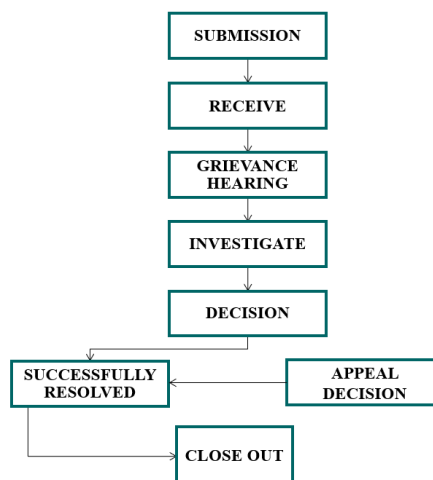 SUBMISSION
RECEIVE
GRIEVANCE
HEARING
INVESTIGATE
DECISION
SUCCESSFULLY
RESOLVED
APPEAL
DECISION
CLOSE OUT